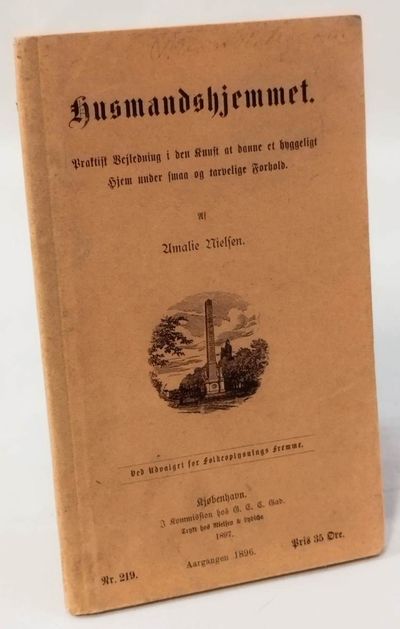 Husmandshjemmet.
Praktisk Vejledning i den Kunst at danne et hyggeligt
Hjem under smaa og tarvelige Forhold.
Af
Amalie Nielsen.
Ved Udvalget for Folkeoplysnings Fremme.
Kjøbenhavn.
I Kommission hos G. E. C. Gad.
Trykt hos Nielsen & Lydiche
1897.
Nr. 219.
Aargangen 1896.
Pris 35 Øre.